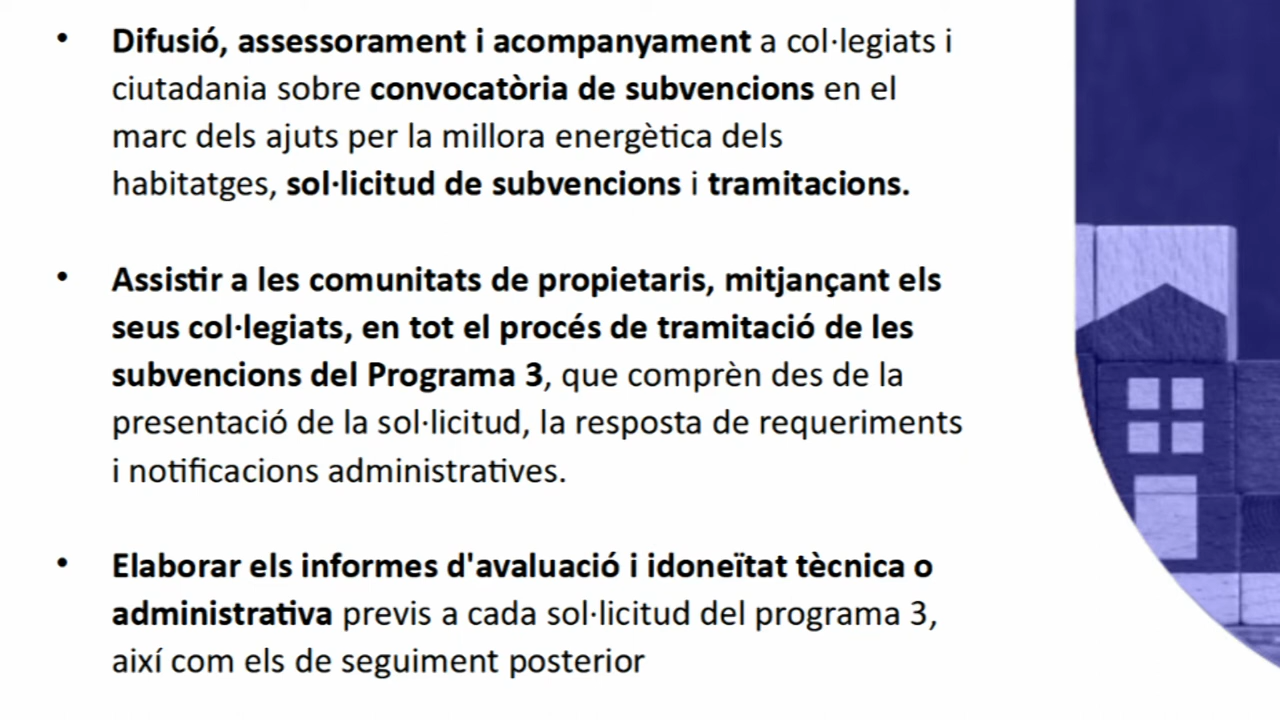 • Difusió, assessorament i acompanyament a col·legiats i
ciutadania sobre convocatòria de subvencions en el
marc dels ajuts per la millora energètica dels
habitatges, sol·licitud de subvencions i tramitacions.
• Assistir a les comunitats de propietaris, mitjançant els
seus col·legiats, en tot el procés de tramitació de les
subvencions del Programa 3, que comprèn des de la
presentació de la sol·licitud, la resposta de requeriments
i notificacions administratives.
• Elaborar els informes d'avaluació i idoneïtat tècnica o
administrativa previs a cada sol·licitud del programa 3,
així com els de seguiment posterior